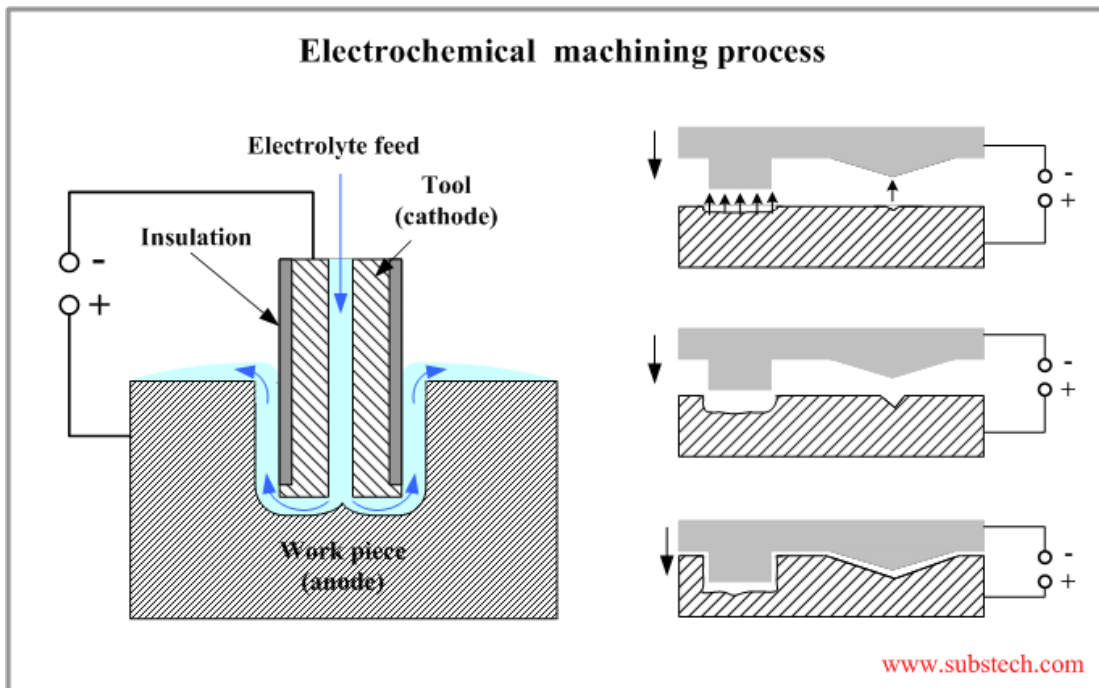 Electrochemical machining process
Electrolyte feed
Tool
(cathode)
Insulation
-
+
Work piece
(anode)
-
+
-
+
-
+
www.substech.com